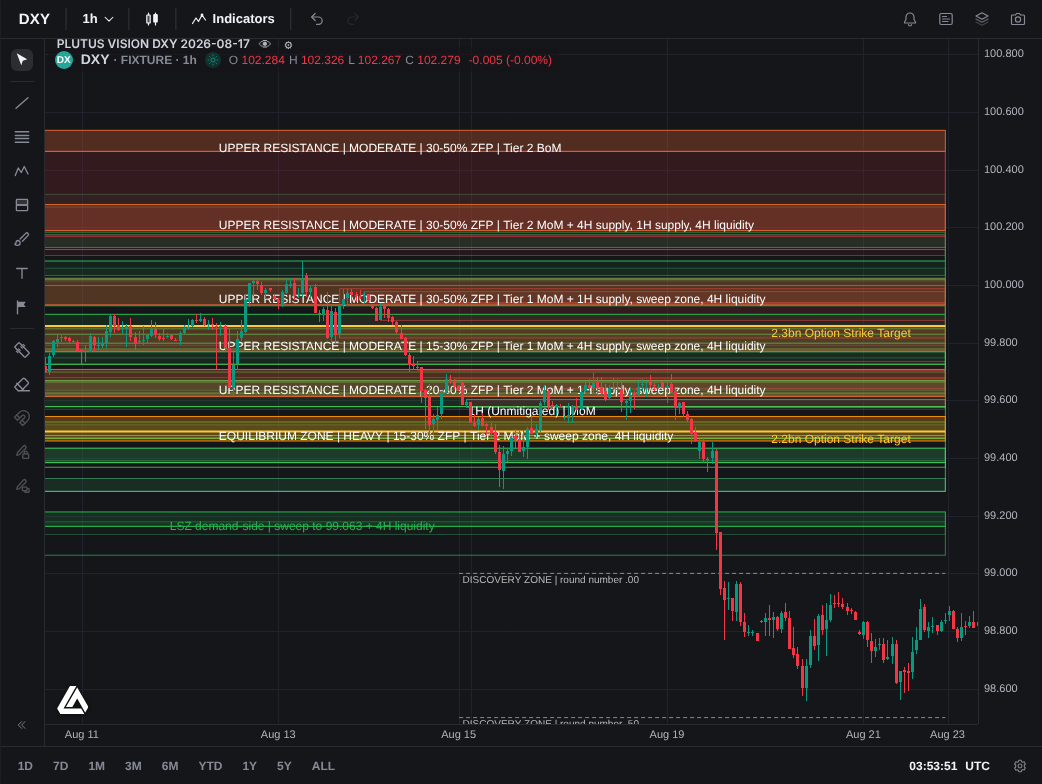 DXY 1h Indicators
PLUTUS VISION DXY 2026-08-17
DX DXY · FIXTURE · 1h O 102.284 H 102.326 L 102.267 C 102.279 -0.005 (-0.00%)
100.800
100.600
UPPER RESISTANCE | MODERATE | 30-50% ZFP | Tier 2 BoM
100.400
UPPER RESISTANCE | MODERATE | 30-50% ZFP | Tier 2 MoM + 4H supply, 1H supply, 4H liquidity
100.200
100.000
UPPER RESISTANCE | MODERATE | 30-50% ZFP | Tier 1 MoM + 1H supply, sweep zone, 4H liquidity
2.3bn Option Strike Target
99.800
UPPER RESISTANCE | MODERATE | 15-30% ZFP | Tier 1 MoM + 4H supply, sweep zone, 4H liquidity
UPPER RESISTANCE | MODERATE | 20-40% ZFP | Tier 2 MoM + 1H supply, sweep zone, 4H liquidity
99.600
1H (Unmitigated) | MoM
EQUILIBRIUM ZONE | HEAVY | 15-30% ZFP | Tier 2 MoM + sweep zone, 4H liquidity
2.2bn Option Strike Target
99.400
99.200
LSZ demand-side | sweep to 99.063 + 4H liquidity
99.000
DISCOVERY ZONE | round number .00
98.800
98.600
DISCOVERY ZONE | round number .50
Aug 11 Aug 13 Aug 15 Aug 19 Aug 21 Aug 23
1D 7D 1M 3M 6M YTD 1Y 5Y ALL 03:53:51 UTC